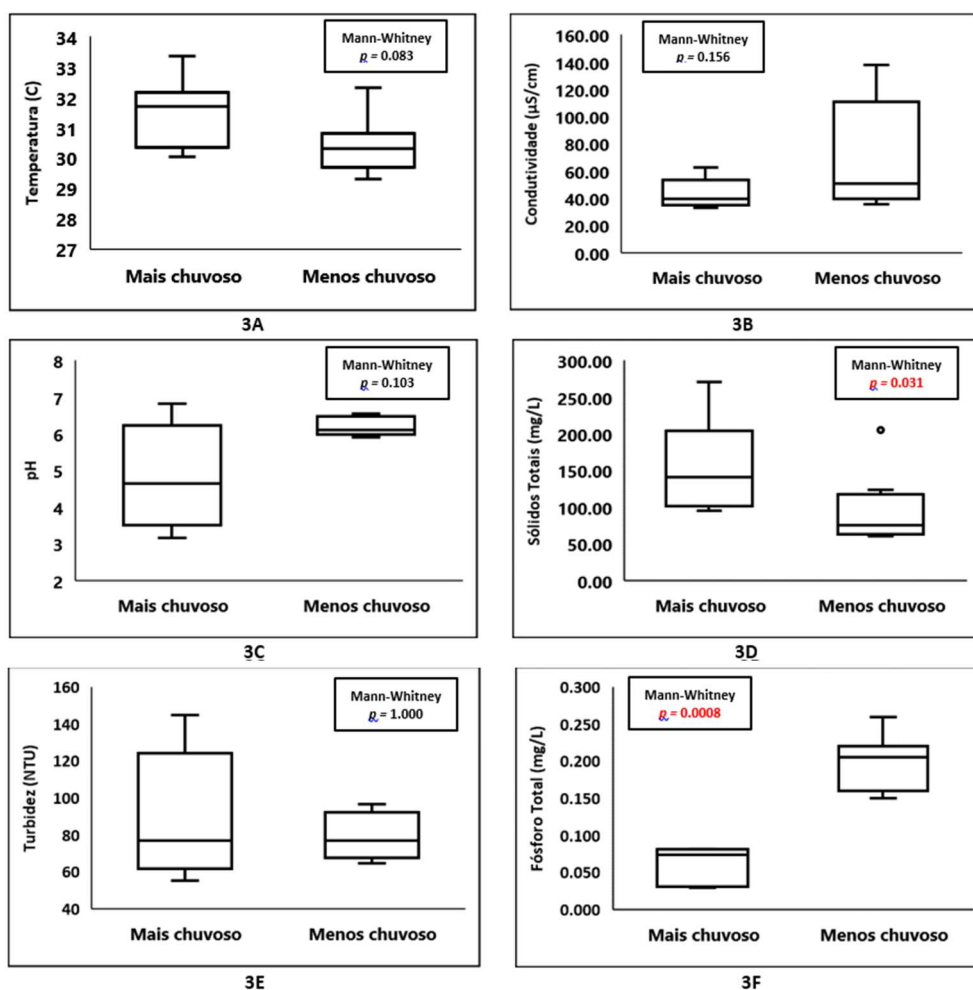 Mann-Whitney
p = 0.083
Temperatura (C)
34
33
32
31
30
29
28
27
Mais chuvoso
Menos chuvoso
3A
Mann-Whitney
p = 0.156
Condutividade (µS/cm)
160.00
140.00
120.00
100.00
80.00
60.00
40.00
20.00
0.00
Mais chuvoso
Menos chuvoso
3B
Mann-Whitney
p = 0.103
pH
8
7
6
5
4
3
2
Mais chuvoso
Menos chuvoso
3C
Mann-Whitney
p = 0.031
Sólidos Totais (mg/L)
300.00
250.00
200.00
150.00
100.00
50.00
0.00
Mais chuvoso
Menos chuvoso
3D
Mann-Whitney
p = 1.000
Turbidez (NTU)
160
140
120
100
80
60
40
Mais chuvoso
Menos chuvoso
3E
Mann-Whitney
p = 0.0008
Fósforo Total (mg/L)
0.300
0.250
0.200
0.150
0.100
0.050
0.000
Mais chuvoso
Menos chuvoso
3F